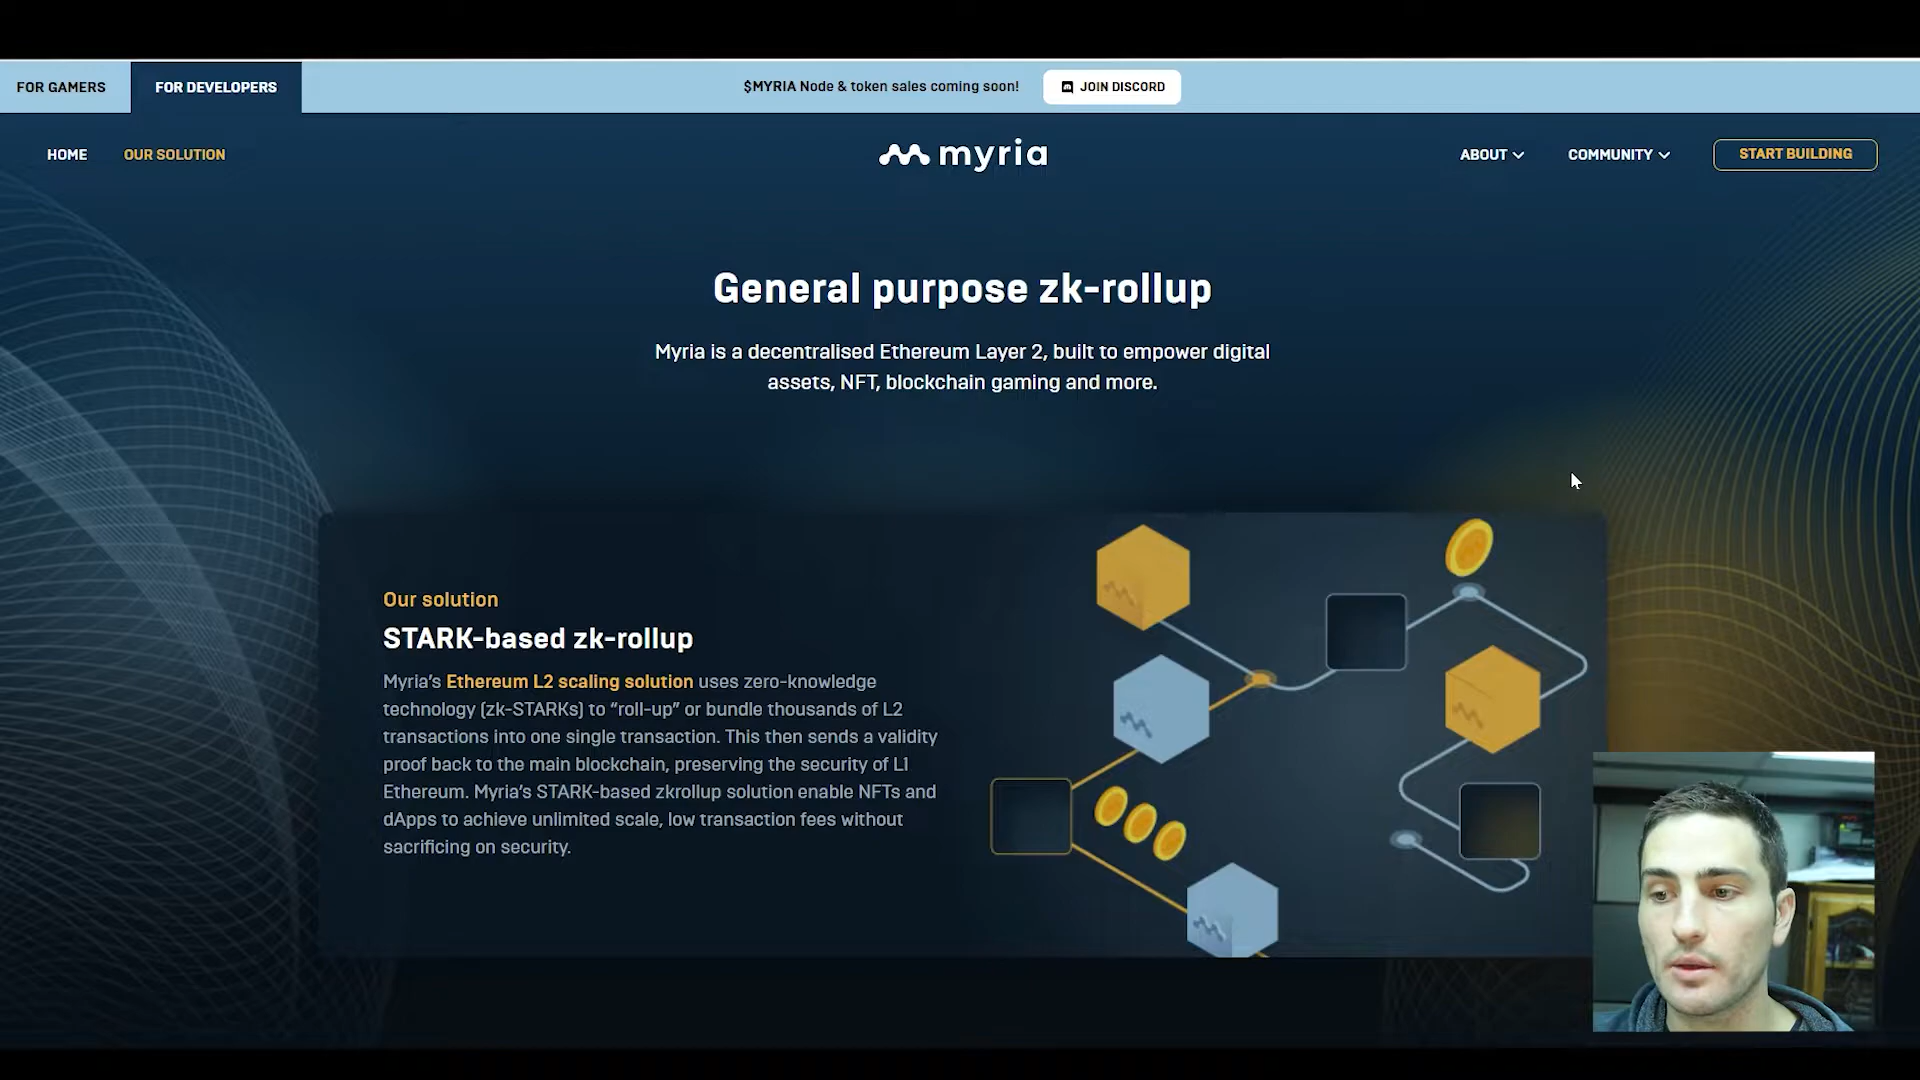 FOR GAMERS
FOR DEVELOPERS
$MYRIA Node & token sales coming soon!
JOIN DISCORD
HOME
OUR SOLUTION
myria
ABOUT
COMMUNITY
START BUILDING
General purpose zk-rollup
Myria is a decentralised Ethereum Layer 2, built to empower digital
assets, NFT, blockchain gaming and more.
Our solution
STARK-based zk-rollup
Myria's Ethereum L2 scaling solution uses zero-knowledge
technology (zk-STARKs) to “roll-up” or bundle thousands of L2
transactions into one single transaction. This then sends a validity
proof back to the main blockchain, preserving the security of L1
Ethereum. Myria's STARK-based zkrollup solution enable NFTs and
dApps to achieve unlimited scale, low transaction fees without
sacrificing on security.